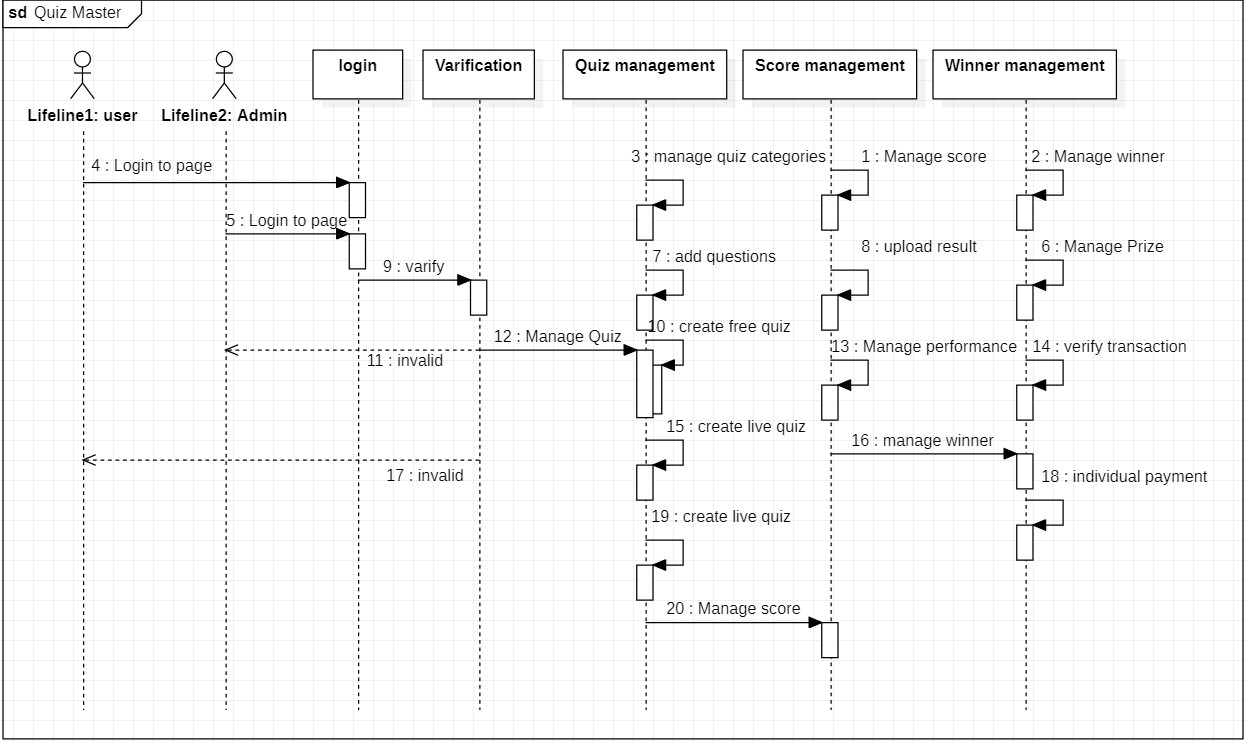 sd Quiz Master
login
Varification
Quiz management
Score management
Winner management
Lifeline1: user
Lifeline2: Admin
4 : Login to page
3 : manage quiz categories
1 : Manage score
2 : Manage winner
5 : Login to page
8 : upload result
6 : Manage Prize
7 : add questions
9 : varify
10 : create free quiz
12 : Manage Quiz
13 : Manage performance
14 : verify transaction
11 : invalid
15 : create live quiz
16 : manage winner
17 : invalid
18 : individual payment
19 : create live quiz
20 : Manage score